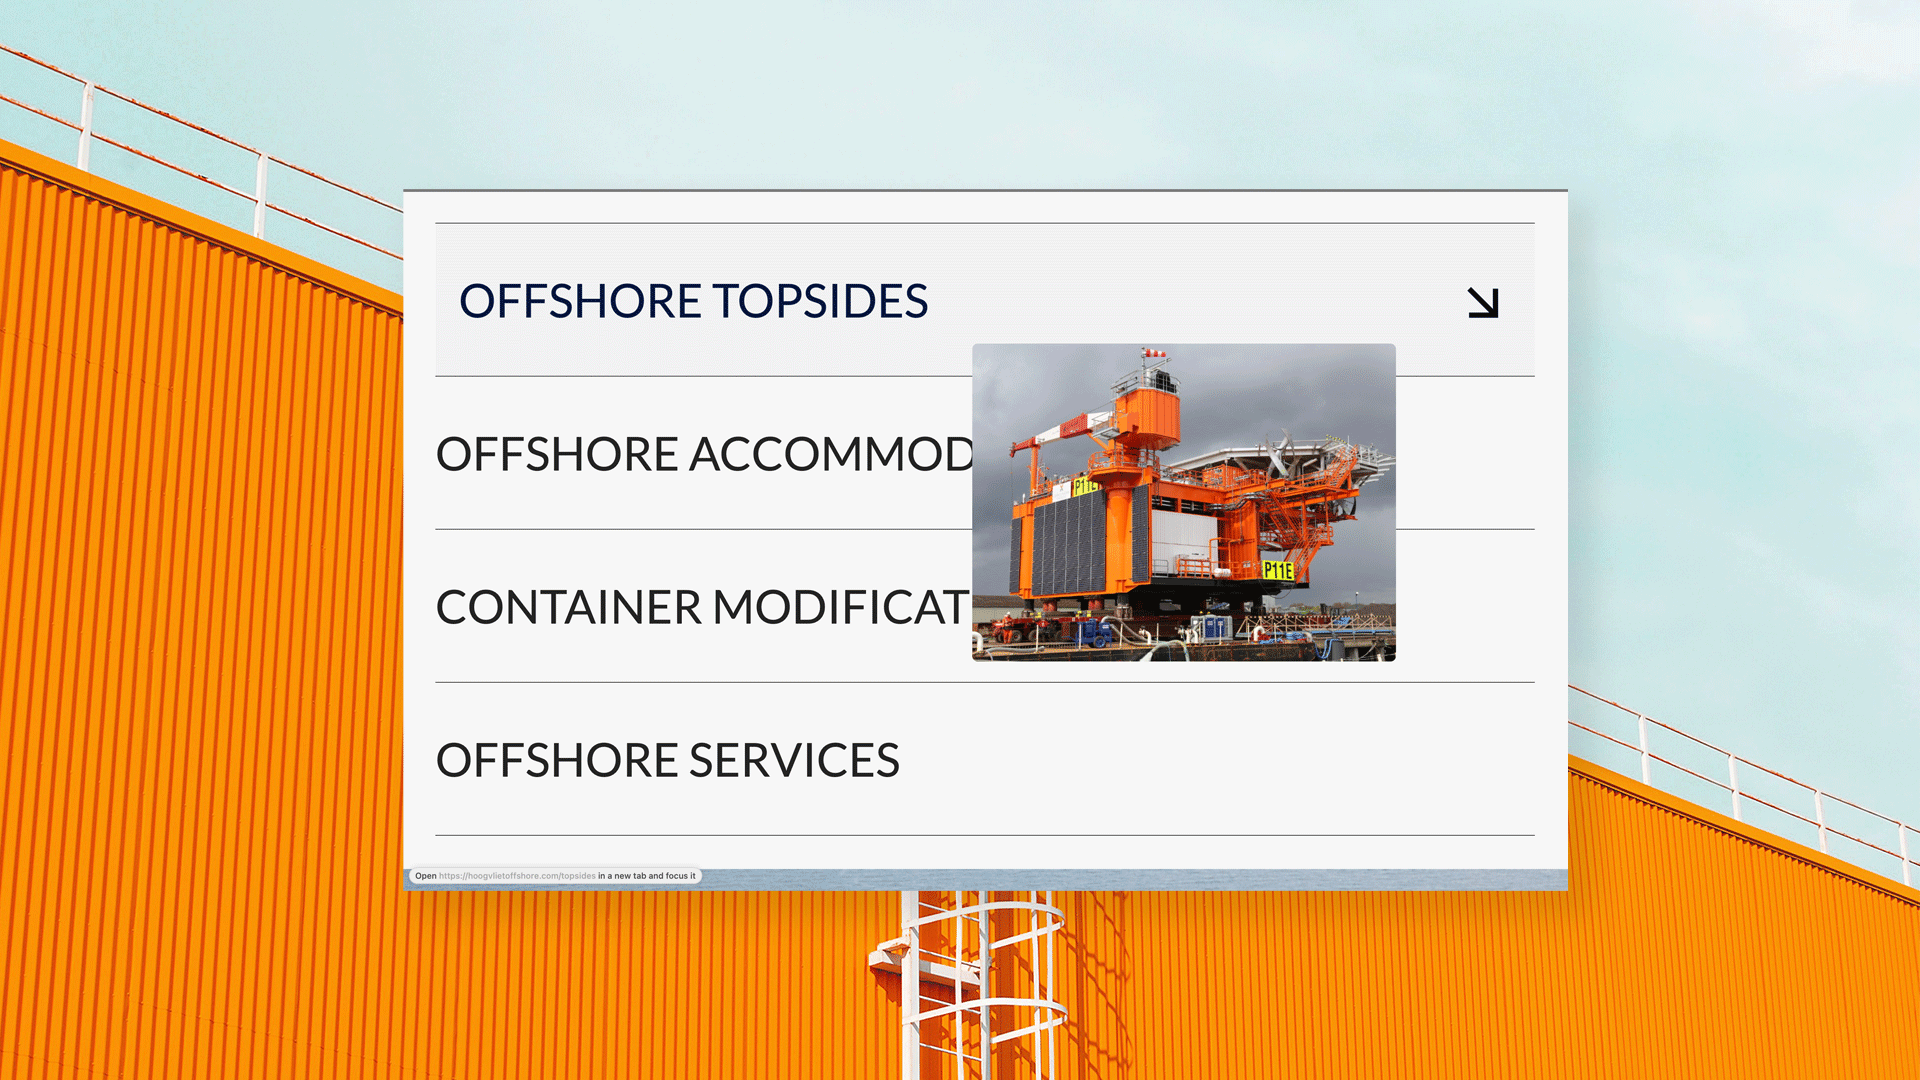 OFFSHORE TOPSIDES
OFFSHORE ACCOMMOD
P11E
CONTAINER MODIFICAT
P11E
OFFSHORE SERVICES
Open https://hoogvlietoffshore.com/topsides in a new tab and focus it